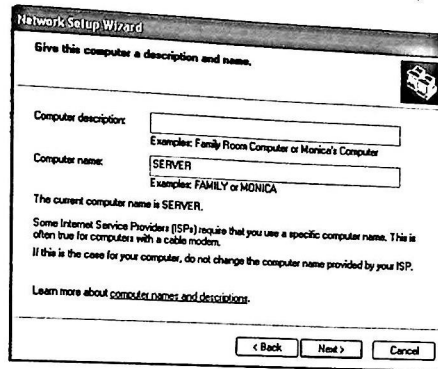 Network Setup Wizard
Give this computer a description and name.
Computer description:
Examples: Family Room Computer or Monica's Computer
Computer name:
SERVER
Examples: FAMILY or MONICA
The current computer name is SERVER.
Some Internet Service Providers (ISPs) require that you use a specific computer name. This is
often true for computers with a cable modem.
If this is the case for your computer, do not change the computer name provided by your ISP.
Learn more about computer names and descriptions.
< Back
Next >
Cancel